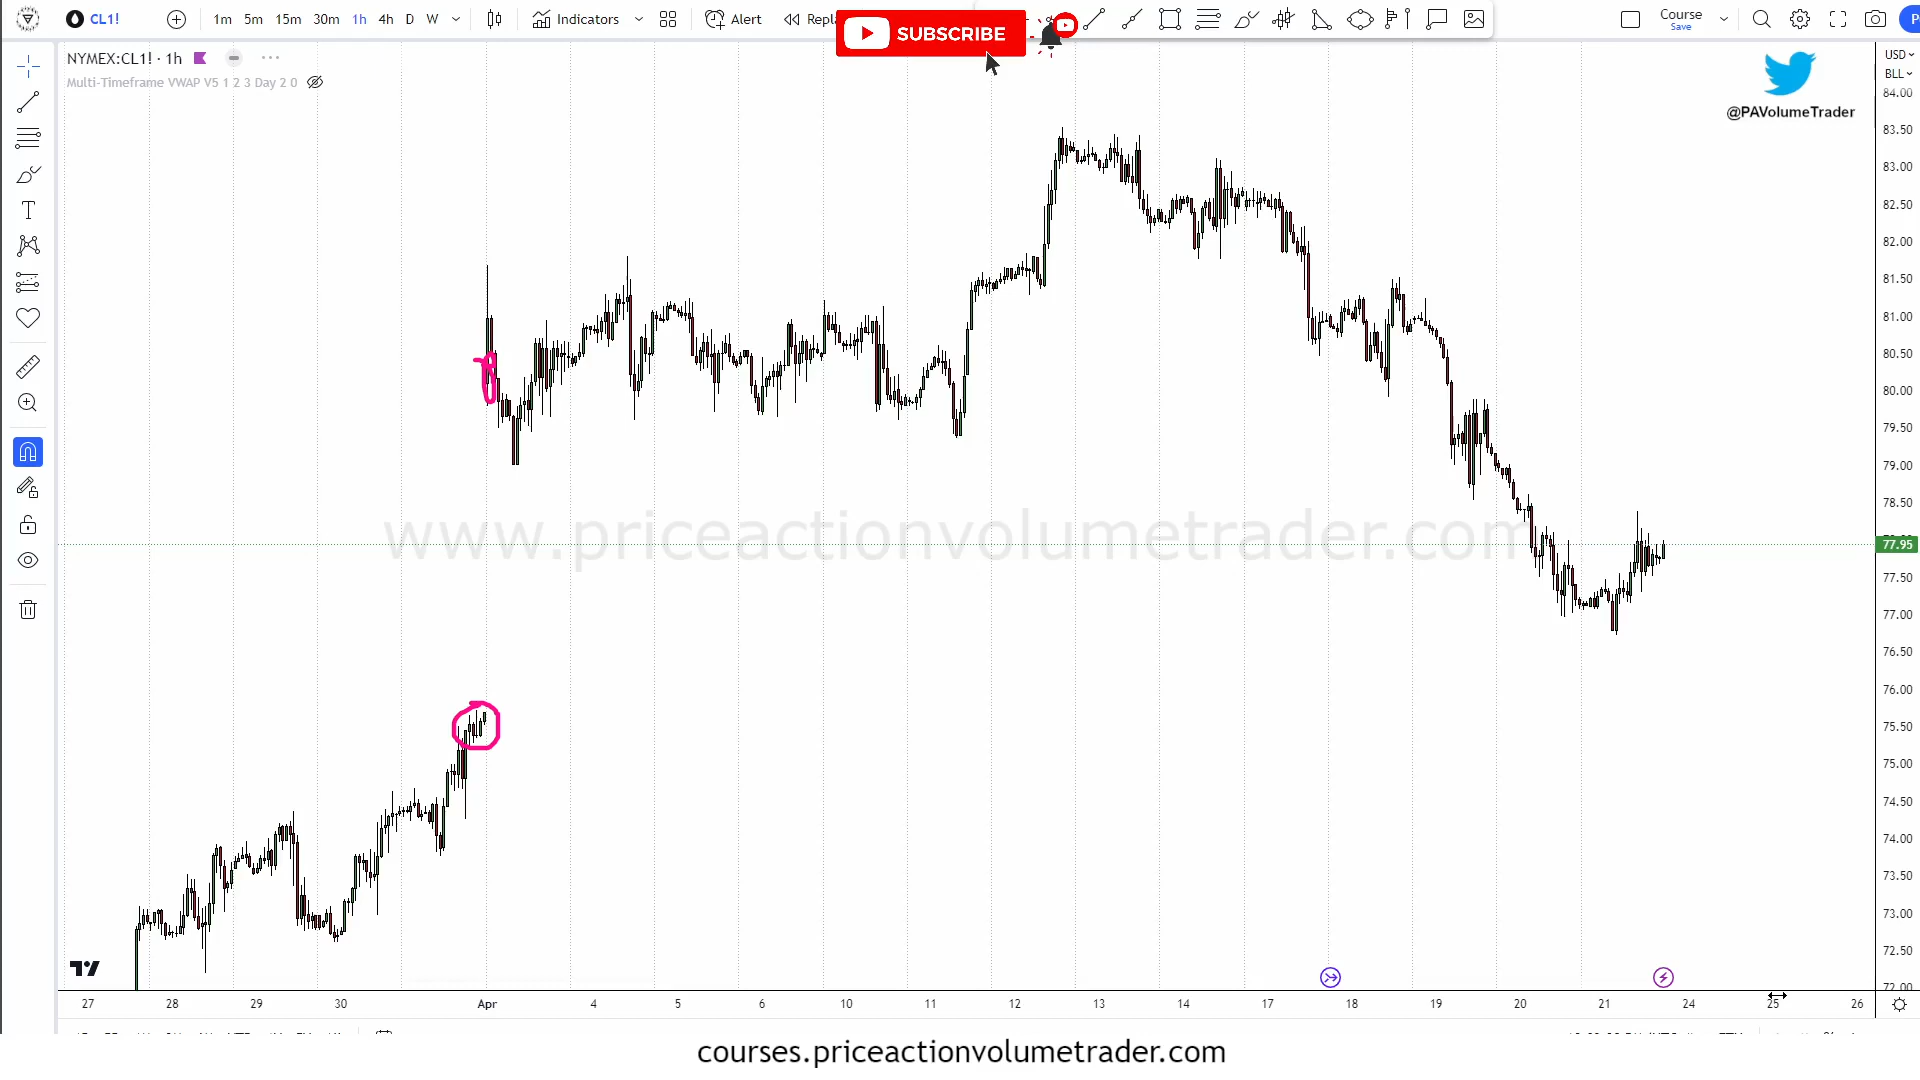 CL1!
1m 5m 15m 30m 1h 4h D W
Indicators
Alert
Repla
SUBSCRIBE
Course
Save
NYMEX:CL1! · 1h
Multi-Timeframe VWAP V5 1 2 3 Day 2 0
USD
BLL
@PAVolumeTrader
84.00
83.50
83.00
82.50
82.00
81.50
81.00
80.50
80.00
79.50
79.00
78.50
77.95
77.50
77.00
76.50
76.00
75.50
75.00
74.50
74.00
73.50
73.00
72.50
72.00
www.priceactionvolumetrader.com
27 28 29 30 Apr 4 5 6 10 11 12 13 14 17 18 19 20 21 24 25 26
courses.priceactionvolumetrader.com